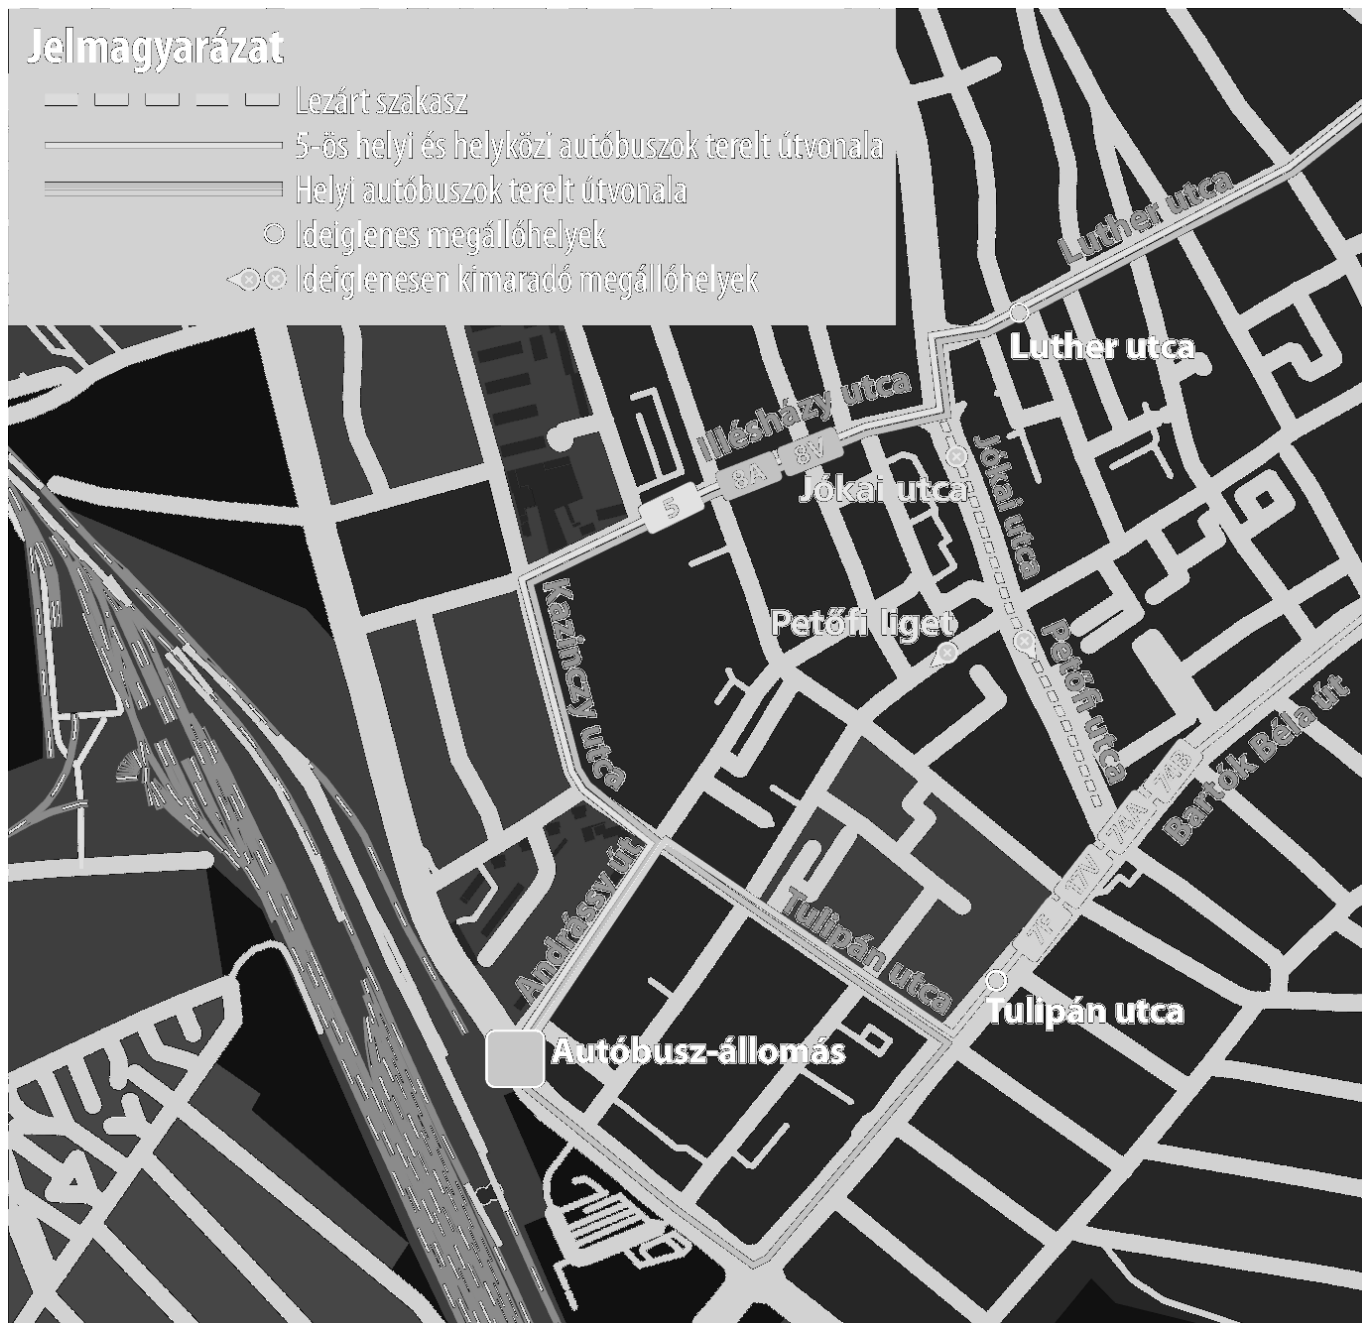 Jelmagyarázat
Lezárt szakasz
5-ös helyi és helyközi autóbuszok terelt útvonala
Helyi autóbuszok terelt útvonala
Ideiglenes megállóhelyek
Ideiglenesen kimaradó megállóhelyek
Luther utca
Luther utca
Illésházy utca
8V
8A
5
Jókai utca
Jókai utca
Kazinczy utca
Petőfi liget
Petőfi utca
Bartók Béla út
74B
74A
17V
7F
Andrássy út
Tulipán utca
Tulipán utca
Autóbusz-állomás